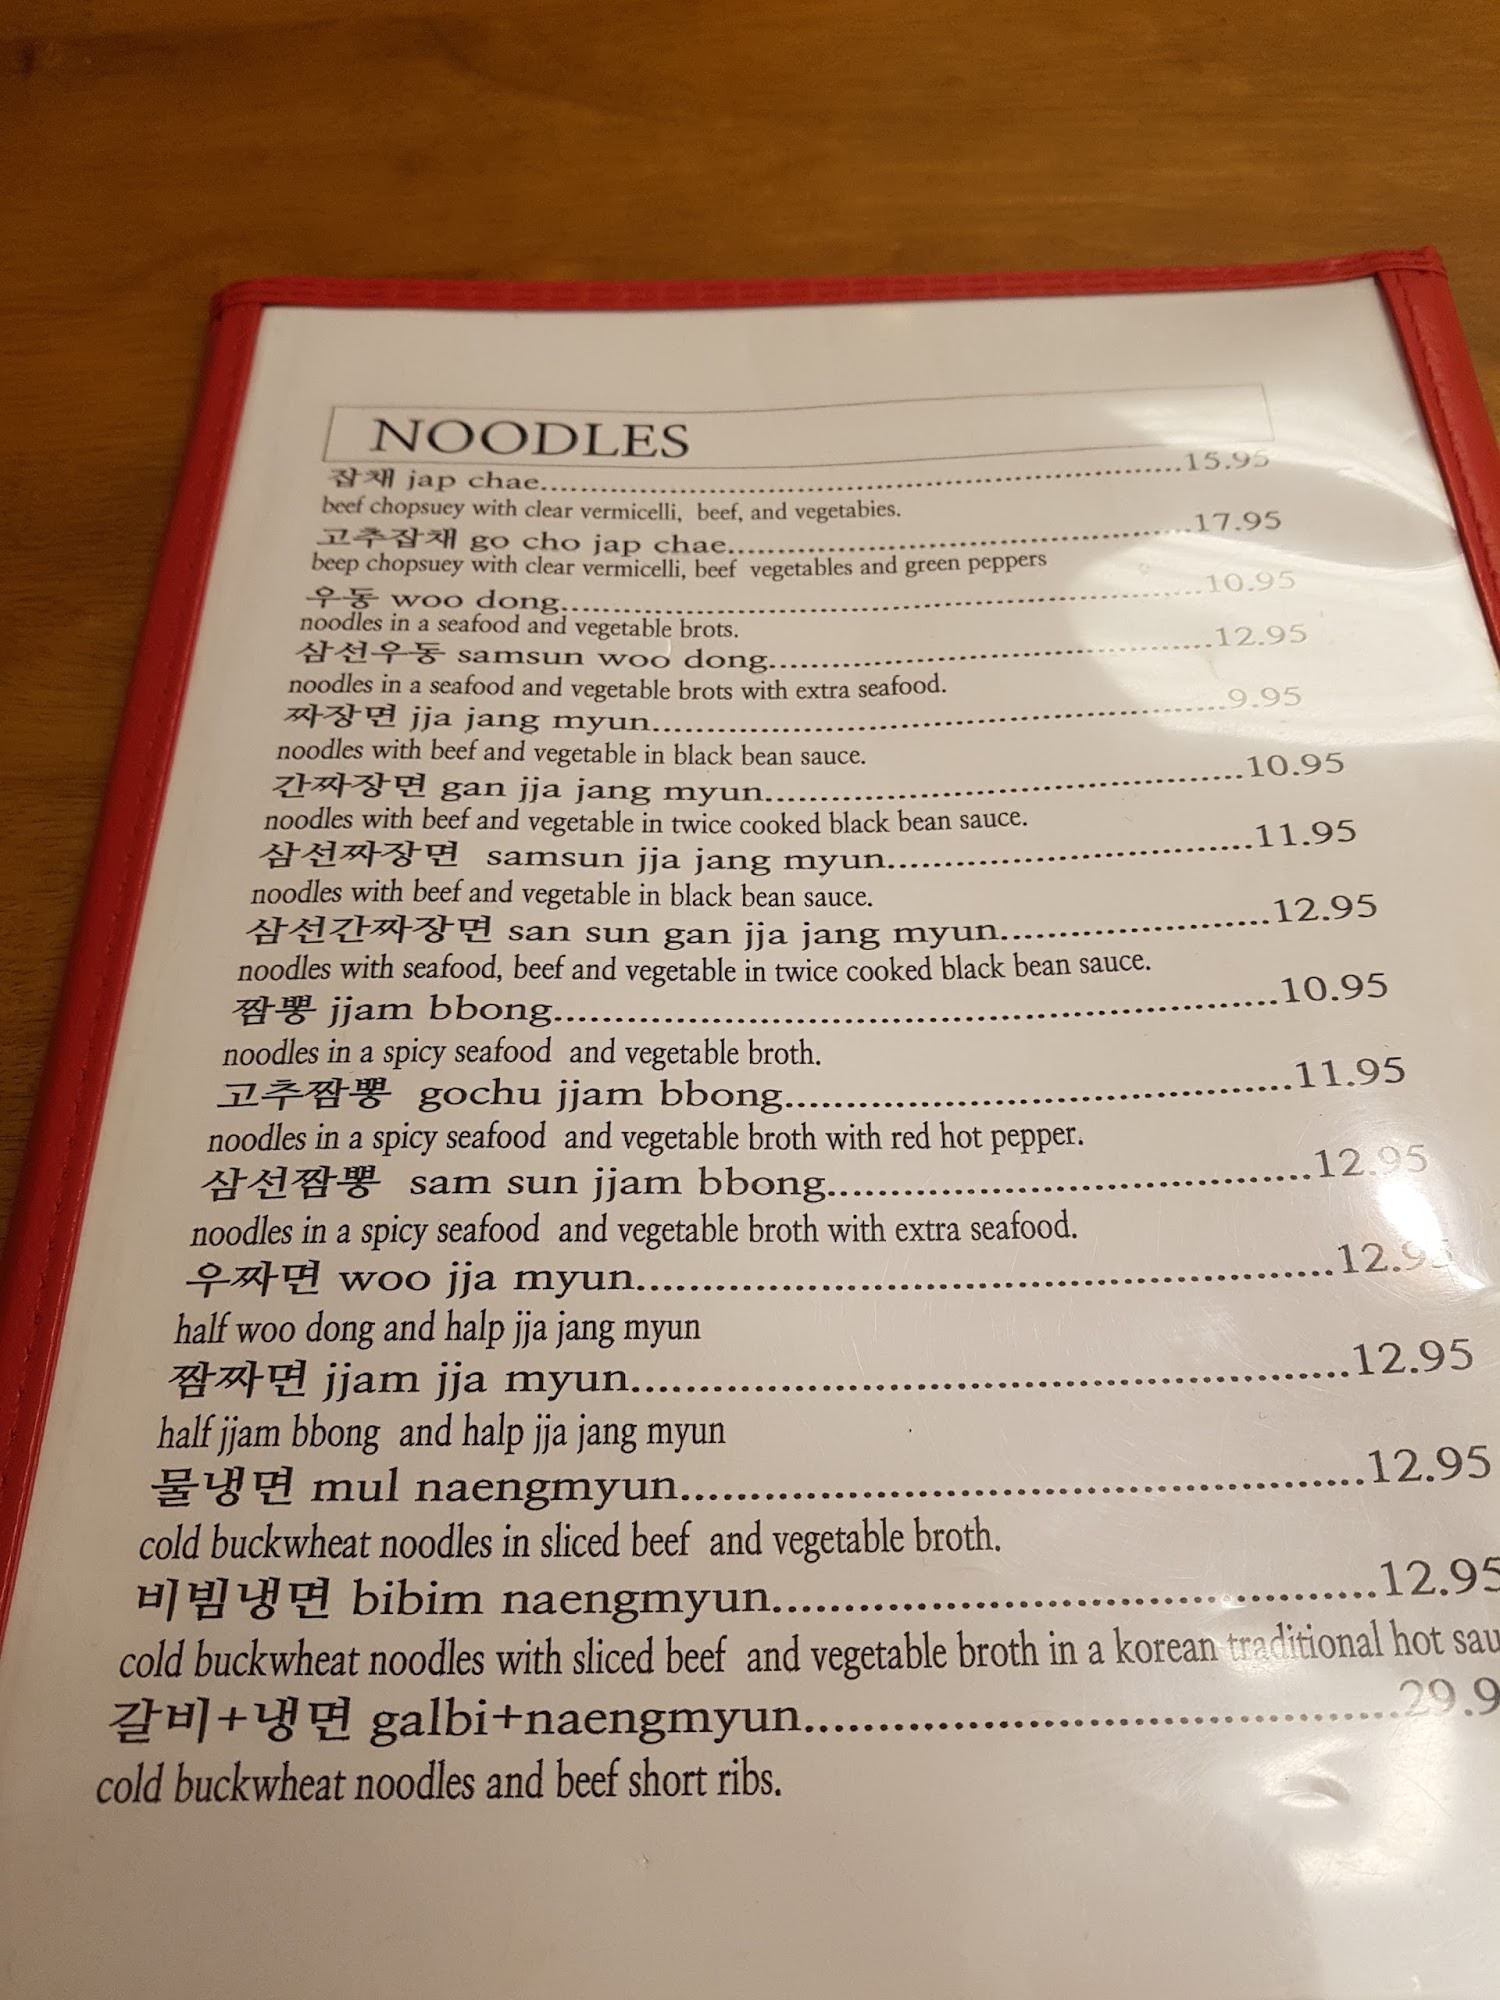 NOODLES
잡채 jap chae...............15.95
beef chopsuey with clear vermicelli, beef, and vegetabies.
고추잡채 go cho jap chae...............17.95
beep chopsuey with clear vermicelli, beef vegetables and green peppers
우동 woo dong...............10.95
noodles in a seafood and vegetable brots.
삼선우동 samsun woo dong...............12.95
noodles in a seafood and vegetable brots with extra seafood.
짜장면 jja jang myun...............9.95
noodles with beef and vegetable in black bean sauce.
간짜장면 gan jja jang myun...............10.95
noodles with beef and vegetable in twice cooked black bean sauce.
삼선짜장면 samsun jja jang myun...............11.95
noodles with beef and vegetable in black bean sauce.
삼선간짜장면 san sun gan jja jang myun...............12.95
noodles with seafood, beef and vegetable in twice cooked black bean sauce.
짬뽕 jjam bbong...............10.95
noodles in a spicy seafood and vegetable broth.
고추짬뽕 gochu jjam bbong...............11.95
noodles in a spicy seafood and vegetable broth with red hot pepper.
삼선짬뽕 sam sun jjam bbong...............12.95
noodles in a spicy seafood and vegetable broth with extra seafood.
우짜면 woo jja myun...............12.95
half woo dong and halp jja jang myun
짬짜면 jjam jja myun...............12.95
half jjam bbong and halp jja jang myun
물냉면 mul naengmyun...............12.95
cold buckwheat noodles in sliced beef and vegetable broth.
비빔냉면 bibim naengmyun...............12.95
cold buckwheat noodles with sliced beef and vegetable broth in a korean traditional hot sau
갈비+냉면 galbi+naengmyun...............29.9
cold buckwheat noodles and beef short ribs.